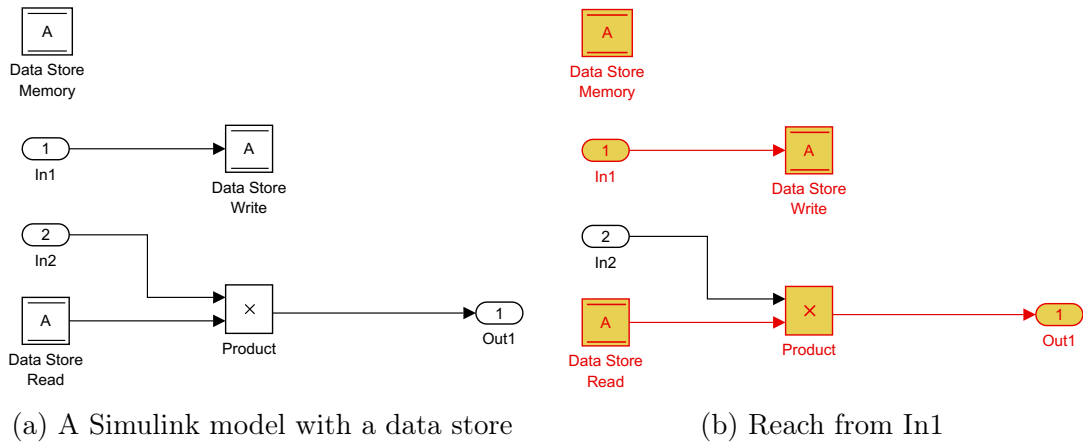 A
Data Store
Memory
1
In1
A
Data Store
Write
2
In2
A
Data Store
Read
×
Product
1
Out1
(a) A Simulink model with a data store
A
Data Store
Memory
1
In1
A
Data Store
Write
2
In2
A
Data Store
Read
×
Product
1
Out1
(b) Reach from In1